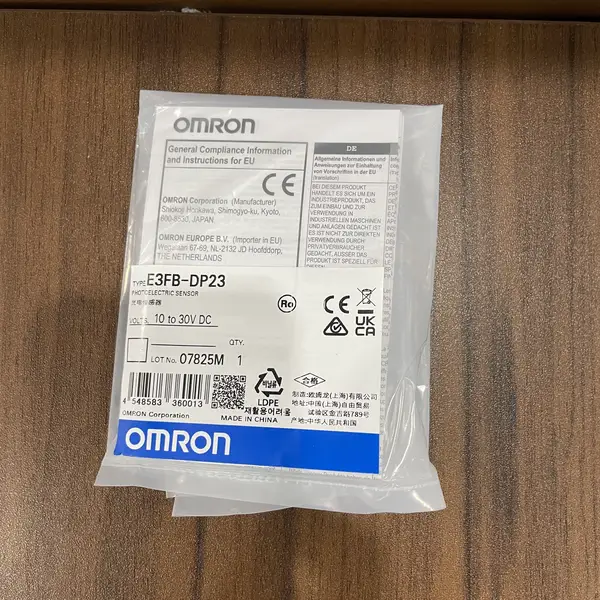 OMRON
General Compliance Information
and Instructions for EU
CE
OMRON Corporation (Manufacturer)
Shiokoji Horikawa, Shimogyo-ku, Kyoto,
600-8530, JAPAN
OMRON EUROPE B.V. (Importer in EU)
Wegalaan 67-69, NL-2132 JD Hoofddorp,
THE NETHERLANDS
DE
Allgemeine Informationen und
Anweisungen zur Einhaltung
von Vorschriften in der EU
(translation)
BEI DIESEM PRODUKT
HANDELT ES SICH UM EIN
INDUSTRIEPRODUKT, DAS
ZUM EINBAU UND ZUR
VERWENDUNG IN
INDUSTRIELLEN MASCHINEN
UND ANLAGEN GEDACHT IST
ES IST NICHT ZUR DIREKTEN
VERWENDUNG DURCH
PRIVATVERBRAUCHER
GEDACHT, AUSSER DAS
PRODUKT IST SPEZIELL FÜR
TYPE E3FB-DP23
PHOTOELECTRIC SENSOR
光电传感器
VOLTS. 10 to 30V DC
QTY.
LOT No. 07825M 1
CE
UK
CA
4 548583 360013
OMRON Corporation
비닐류
LDPE
재활용어려움
MADE IN CHINA
合格
制造:欧姆龙(上海)有限公司
地址:中国(上海)自由贸易
试验区金吉路789号
产地:中华人民共和国
OMRON